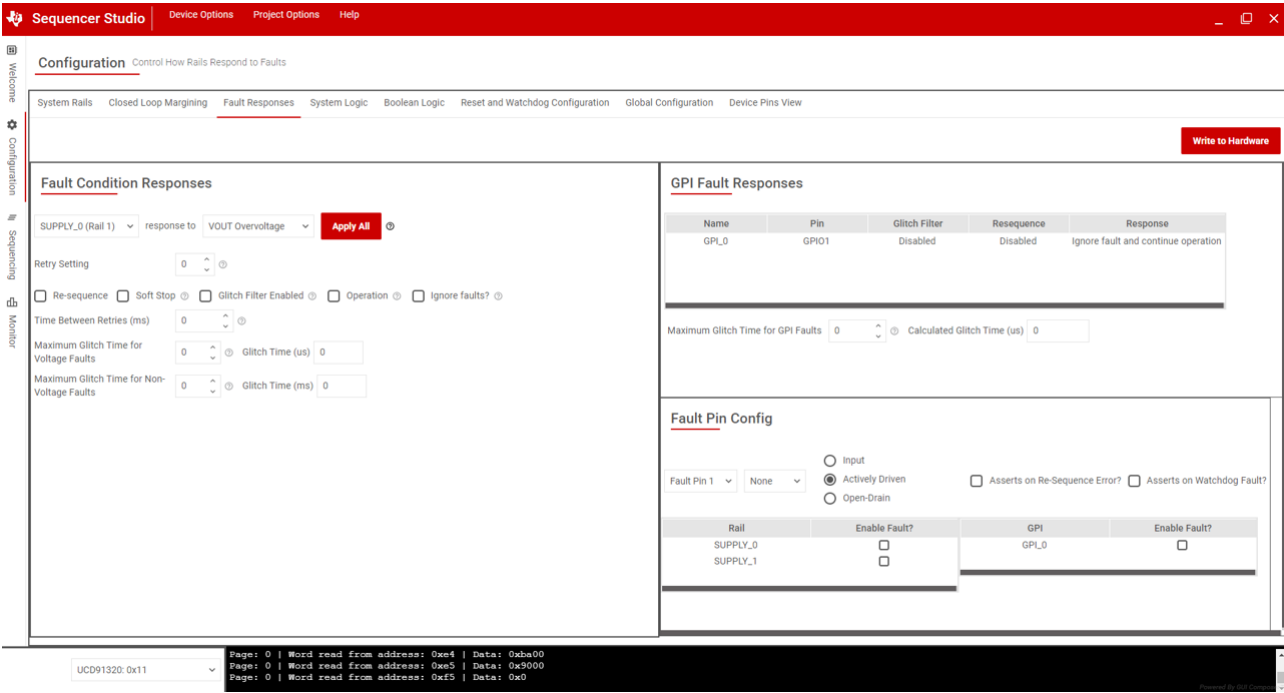 Sequencer Studio
Device Options Project Options Help
Welcome
Configuration
Sequencing
Monitor
Configuration Control How Rails Respond to Faults
System Rails Closed Loop Margining Fault Responses System Logic Boolean Logic Reset and Watchdog Configuration Global Configuration Device Pins View
Write to Hardware
Fault Condition Responses
SUPPLY_0 (Rail 1) response to VOUT Overvoltage Apply All
Retry Setting 0
Re-sequence Soft Stop Glitch Filter Enabled Operation Ignore faults?
Time Between Retries (ms) 0
Maximum Glitch Time for
Voltage Faults 0 Glitch Time (us) 0
Maximum Glitch Time for Non-
Voltage Faults 0 Glitch Time (ms) 0
GPI Fault Responses
Name Pin Glitch Filter Resequence Response
GPI_0 GPIO1 Disabled Disabled Ignore fault and continue operation
Maximum Glitch Time for GPI Faults 0 Calculated Glitch Time (us) 0
Fault Pin Config
Input
Fault Pin 1 None Actively Driven Asserts on Re-Sequence Error? Asserts on Watchdog Fault?
Open-Drain
Rail Enable Fault? GPI Enable Fault?
SUPPLY_0 GPI_0
SUPPLY_1
UCD91320: 0x11
Page: 0 | Word read from address: 0xe4 | Data: 0xba00
Page: 0 | Word read from address: 0xe5 | Data: 0x9000
Page: 0 | Word read from address: 0xf5 | Data: 0x0
Powered By GUI Composer